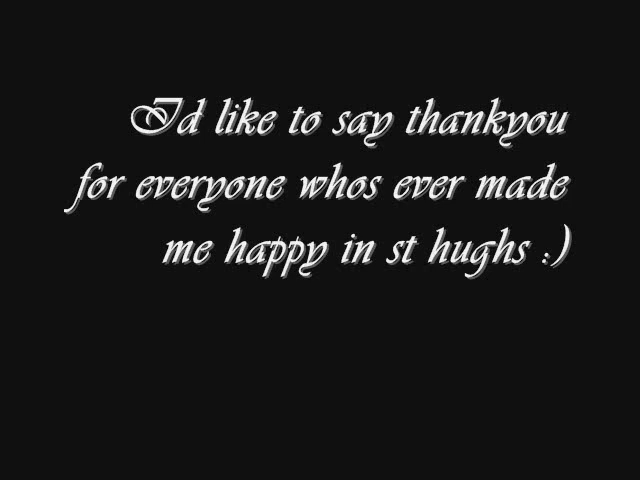 Id like to say thankyou
for everyone whos ever made
me happy in st hughs :)